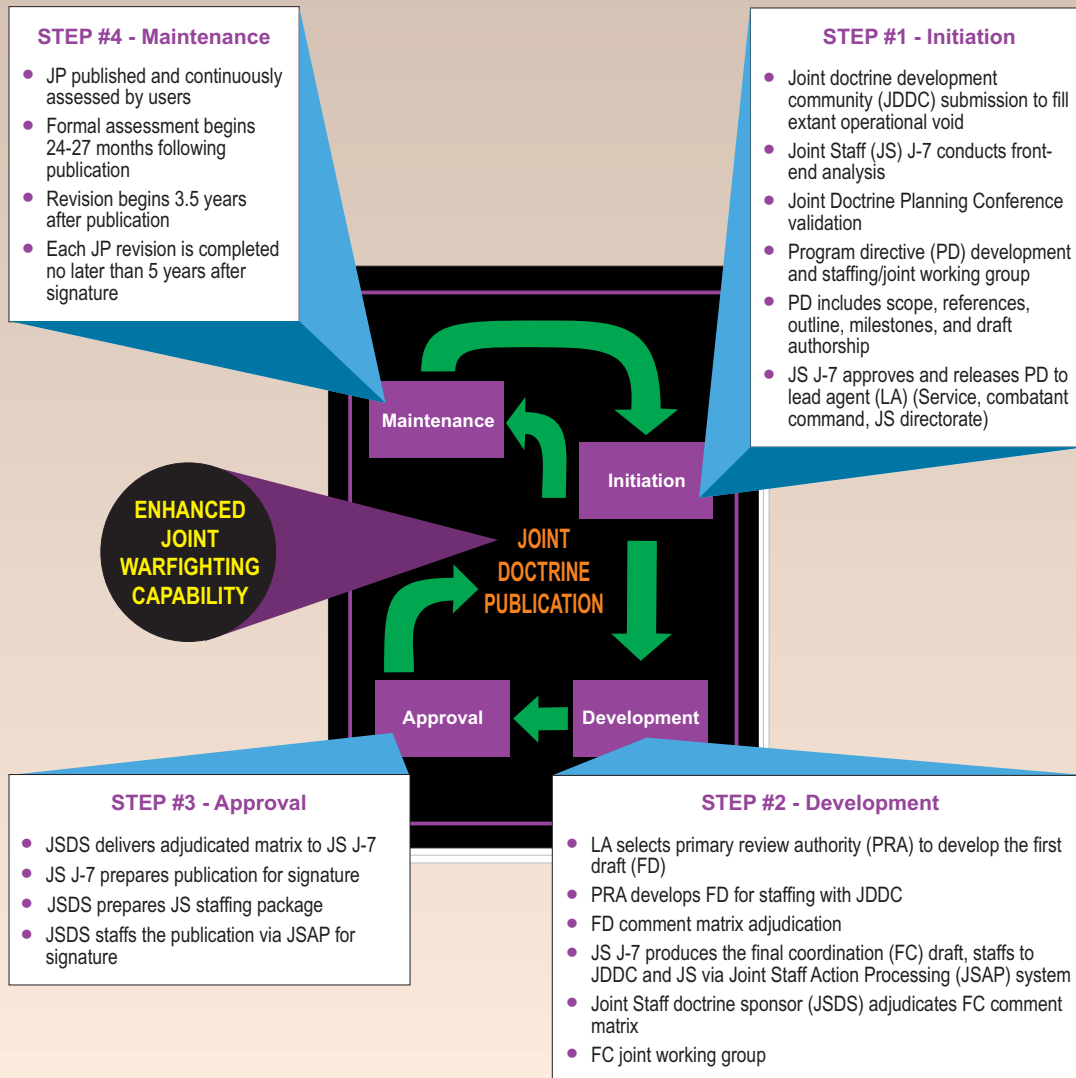 STEP #4 - Maintenance
• JP published and continuously
assessed by users
• Formal assessment begins
24-27 months following
publication
• Revision begins 3.5 years
after publication
• Each JP revision is completed
no later than 5 years after
signature
STEP #1 - Initiation
• Joint doctrine development
community (JDDC) submission to fill
extant operational void
• Joint Staff (JS) J-7 conducts front-
end analysis
• Joint Doctrine Planning Conference
validation
• Program directive (PD) development
and staffing/joint working group
• PD includes scope, references,
outline, milestones, and draft
authorship
• JS J-7 approves and releases PD to
lead agent (LA) (Service, combatant
command, JS directorate)
Maintenance
Initiation
ENHANCED
JOINT
WARFIGHTING
CAPABILITY
JOINT
DOCTRINE
PUBLICATION
Approval
Development
STEP #3 - Approval
• JSDS delivers adjudicated matrix to JS J-7
• JS J-7 prepares publication for signature
• JSDS prepares JS staffing package
• JSDS staffs the publication via JSAP for
signature
STEP #2 - Development
• LA selects primary review authority (PRA) to develop the first
draft (FD)
• PRA develops FD for staffing with JDDC
• FD comment matrix adjudication
• JS J-7 produces the final coordination (FC) draft, staffs to
JDDC and JS via Joint Staff Action Processing (JSAP) system
• Joint Staff doctrine sponsor (JSDS) adjudicates FC comment
matrix
• FC joint working group